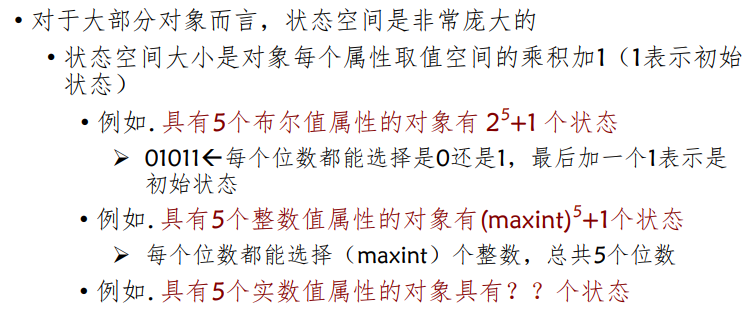 • 对于大部分对象而言，状态空间是非常庞大的
• 状态空间大小是对象每个属性取值空间的乘积加1（1表示初始
状态）
• 例如. 具有5个布尔值属性的对象有 2⁵+1 个状态
➢ 01011←每个位数都能选择是0还是1，最后加一个1表示是
初始状态
• 例如. 具有5个整数值属性的对象有(maxint)⁵+1个状态
➢ 每个位数都能选择（maxint）个整数，总共5个位数
• 例如. 具有5个实数值属性的对象具有？？个状态